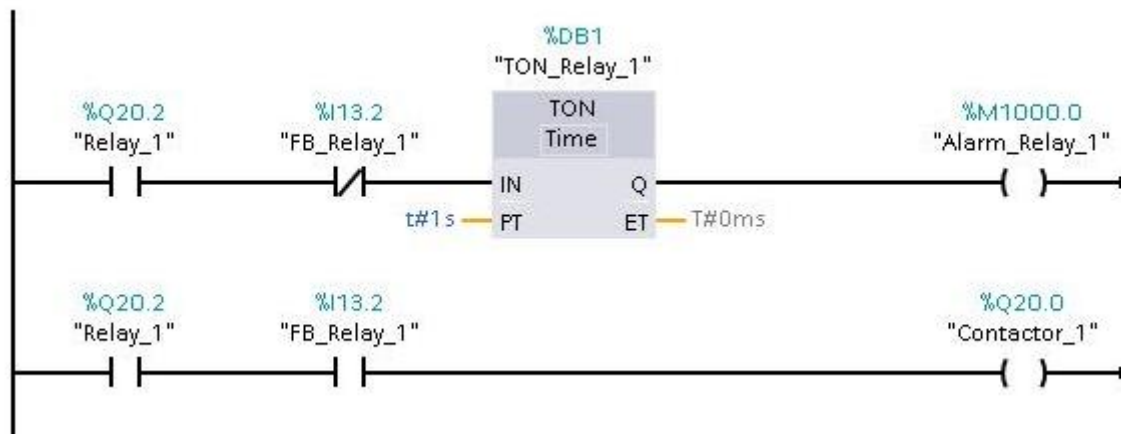 %DB1
"TON_Relay_1"
%Q20.2
"Relay_1"
%I13.2
"FB_Relay_1"
TON
Time
%M1000.0
"Alarm_Relay_1"
IN
Q
t#1s
PT
ET
T#0ms
%Q20.2
"Relay_1"
%I13.2
"FB_Relay_1"
%Q20.0
"Contactor_1"